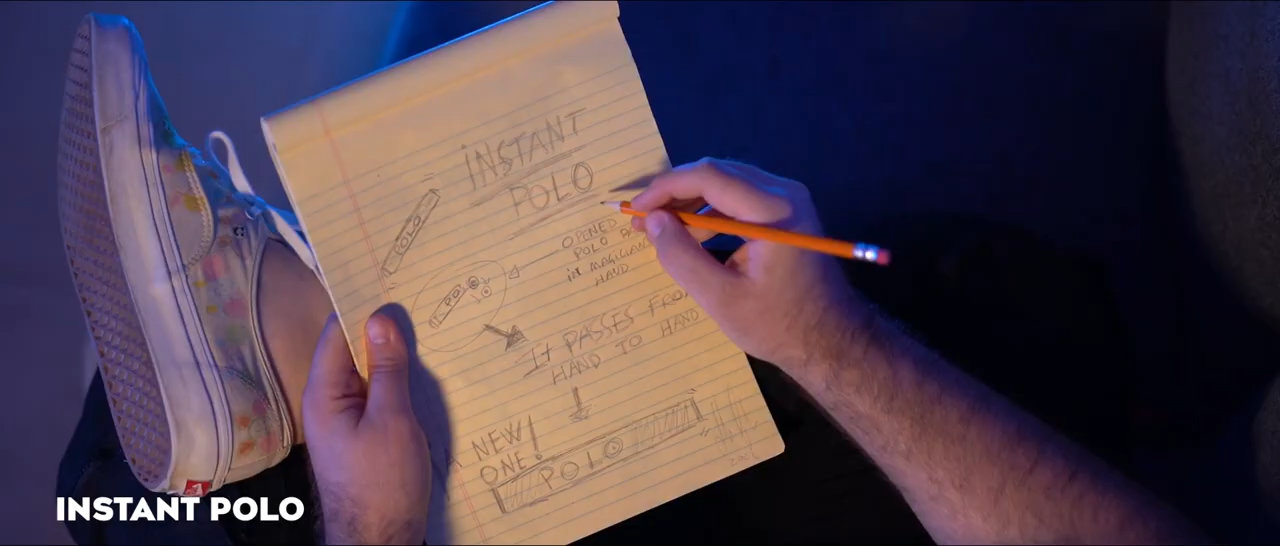 INSTANT
POLO
POLO
OPENED
POLO
IN MAGICIAN
HAND
PO
It PASSES FROM
HAND TO HAND
NEW
ONE!
POLO
INSTANT POLO